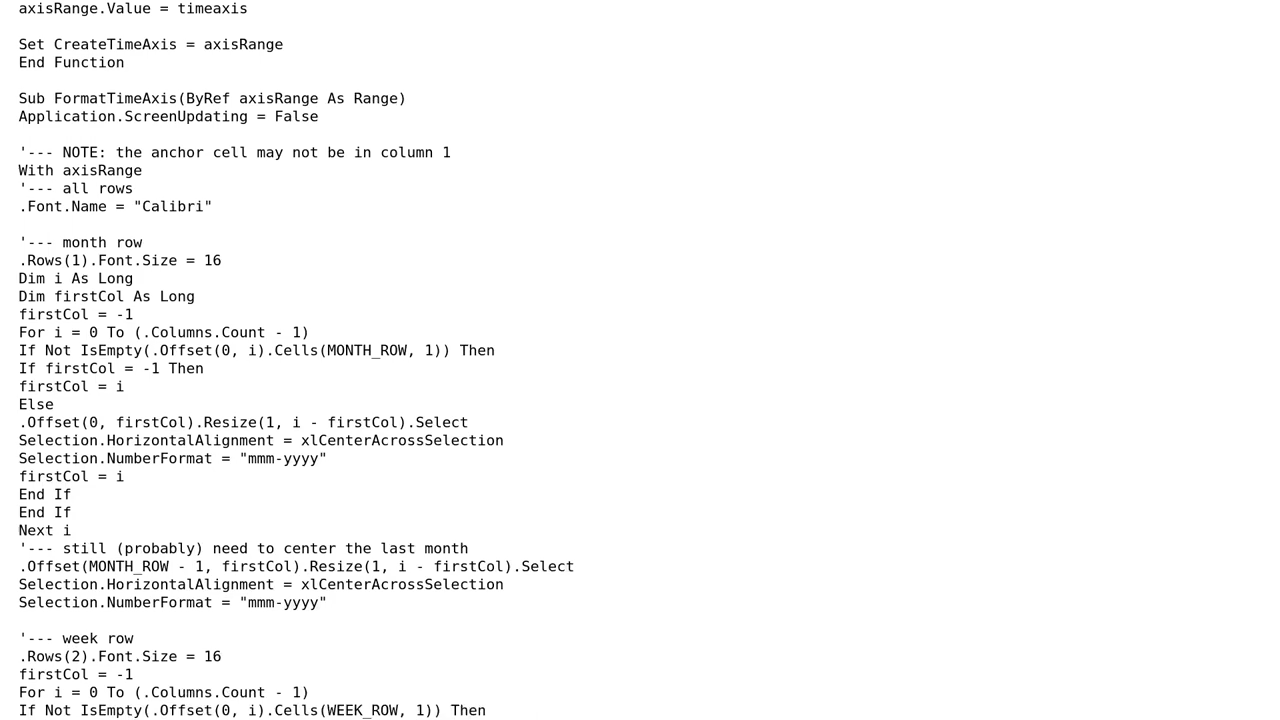 axisRange.Value = timeaxis
Set CreateTimeAxis = axisRange
End Function
Sub FormatTimeAxis(ByRef axisRange As Range)
Application.ScreenUpdating = False
'--- NOTE: the anchor cell may not be in column 1
With axisRange
'--- all rows
.Font.Name = "Calibri"
'--- month row
.Rows(1).Font.Size = 16
Dim i As Long
Dim firstCol As Long
firstCol = -1
For i = 0 To (.Columns.Count - 1)
If Not IsEmpty(.Offset(0, i).Cells(MONTH_ROW, 1)) Then
If firstCol = -1 Then
firstCol = i
Else
.Offset(0, firstCol).Resize(1, i - firstCol).Select
Selection.HorizontalAlignment = xlCenterAcrossSelection
Selection.NumberFormat = "mmm-yyyy"
firstCol = i
End If
End If
Next i
'--- still (probably) need to center the last month
.Offset(MONTH_ROW - 1, firstCol).Resize(1, i - firstCol).Select
Selection.HorizontalAlignment = xlCenterAcrossSelection
Selection.NumberFormat = "mmm-yyyy"
'--- week row
.Rows(2).Font.Size = 16
firstCol = -1
For i = 0 To (.Columns.Count - 1)
If Not IsEmpty(.Offset(0, i).Cells(WEEK_ROW, 1)) Then